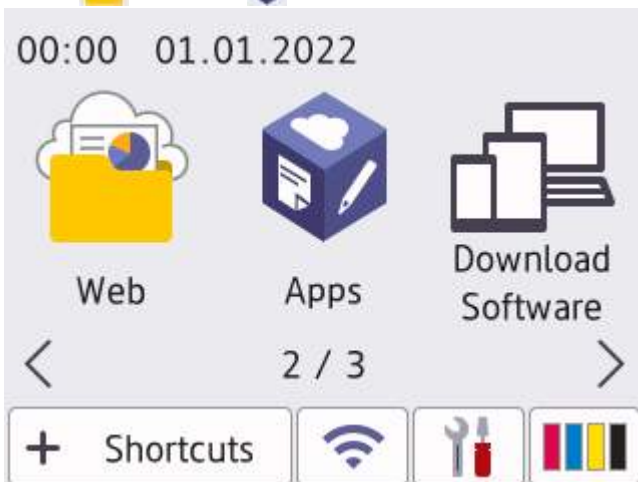 00:00 01.01.2022
Web
Apps
Download
Software
2 / 3
+ Shortcuts